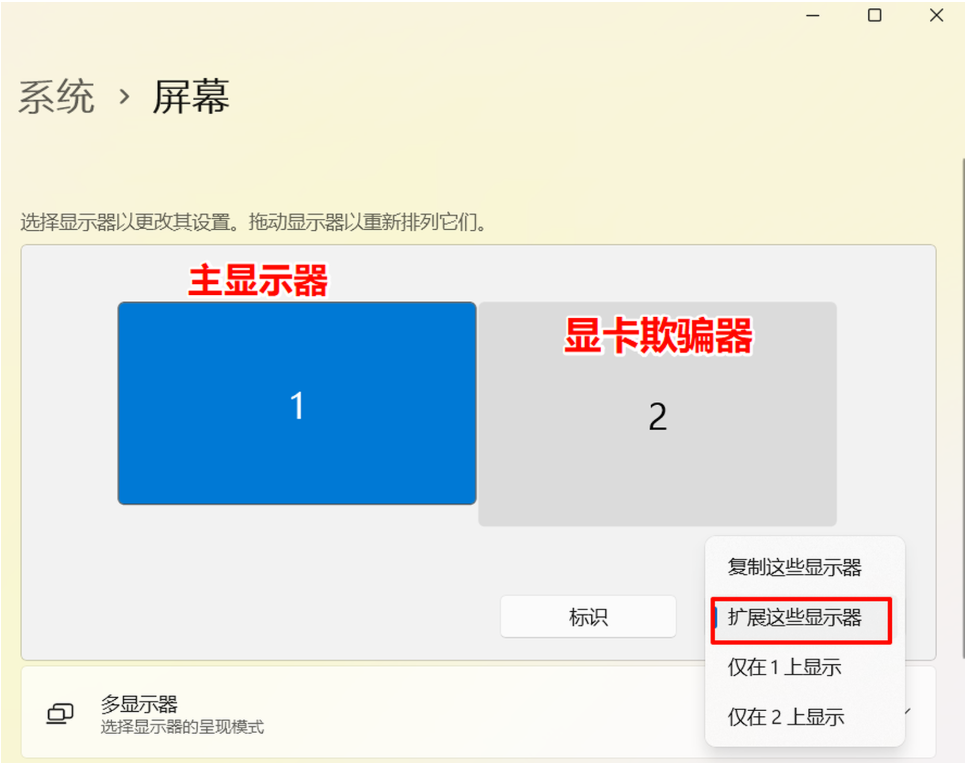 系统 › 屏幕
选择显示器以更改其设置。拖动显示器以重新排列它们。
主显示器
显卡欺骗器
1
2
复制这些显示器
标识
扩展这些显示器
仅在 1 上显示
多显示器
选择显示器的呈现模式
仅在 2 上显示